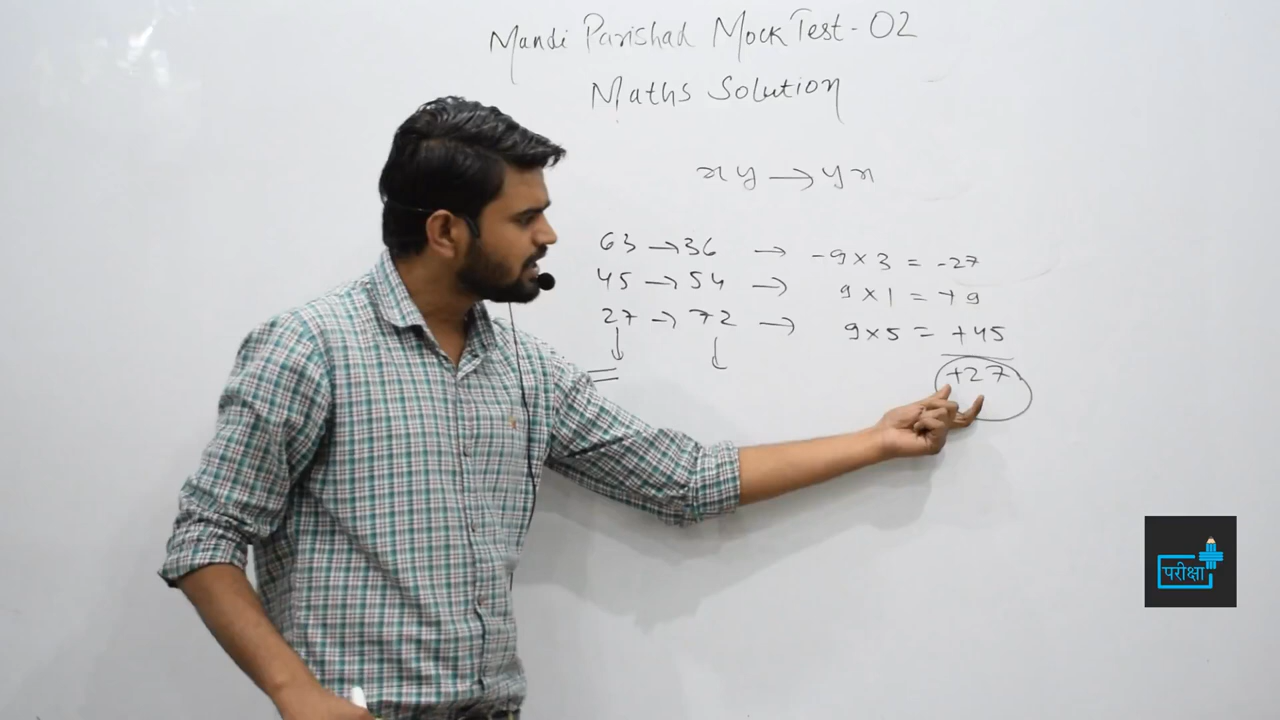 Mandi Parishad Mock Test - 02
Maths Solution
xy → yx
63 → 36 → -9 × 3 = -27
45 → 54 → 9 × 1 = +9
27 → 72 → 9 × 5 = +45
+27
परीक्षा